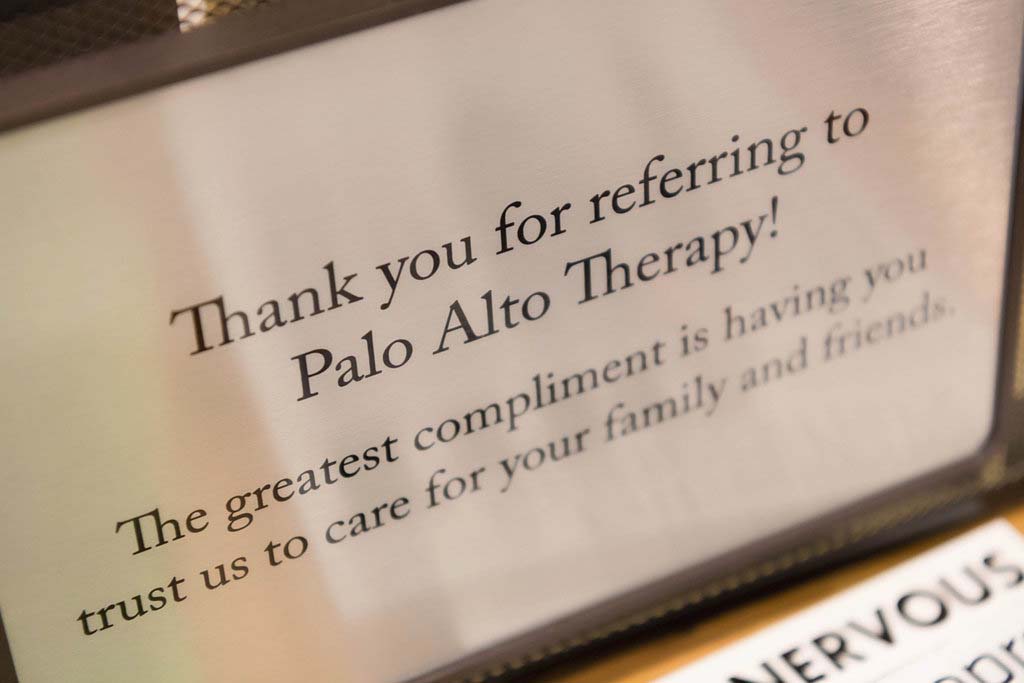 Thank you for referring to
Palo Alto Therapy!
The greatest compliment is having you
trust us to care for your family and friends.
NERVOUS